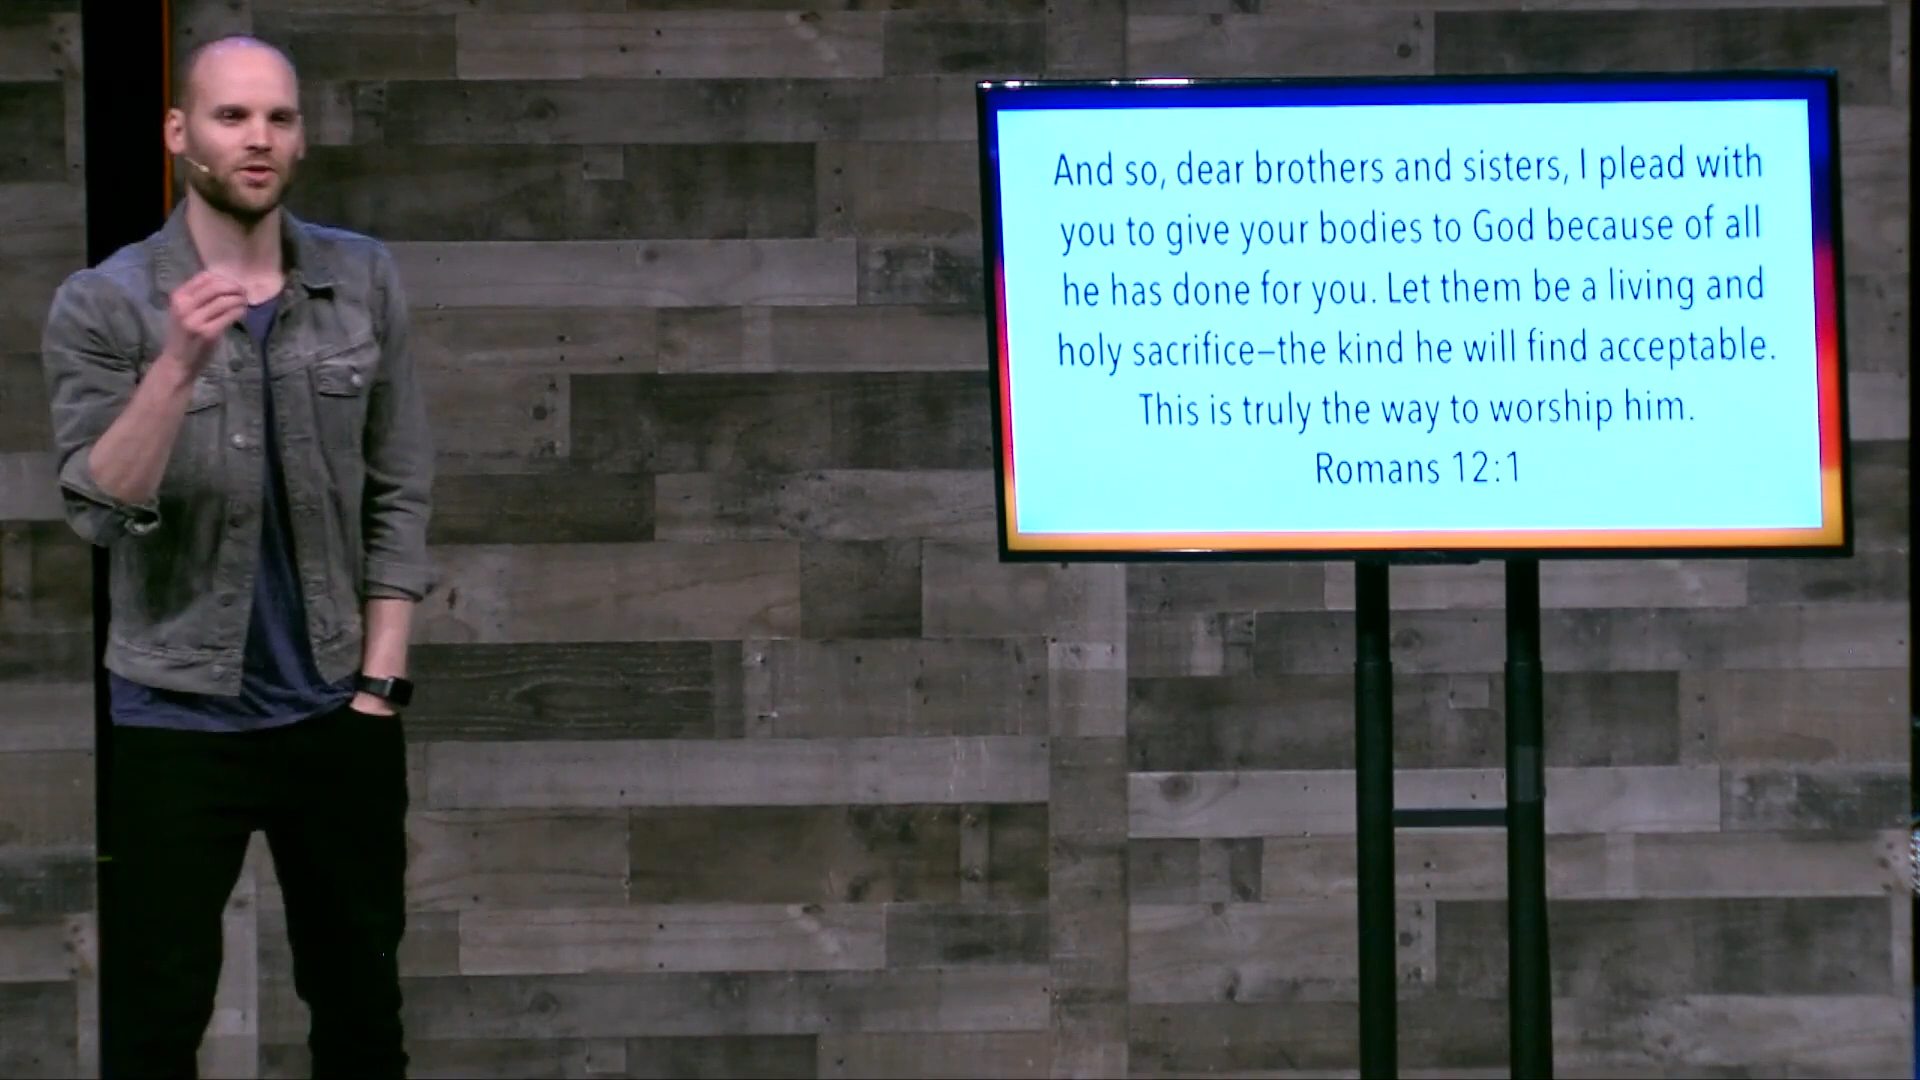 And so, dear brothers and sisters, I plead with
you to give your bodies to God because of all
he has done for you. Let them be a living and
holy sacrifice–the kind he will find acceptable.
This is truly the way to worship him.
Romans 12:1